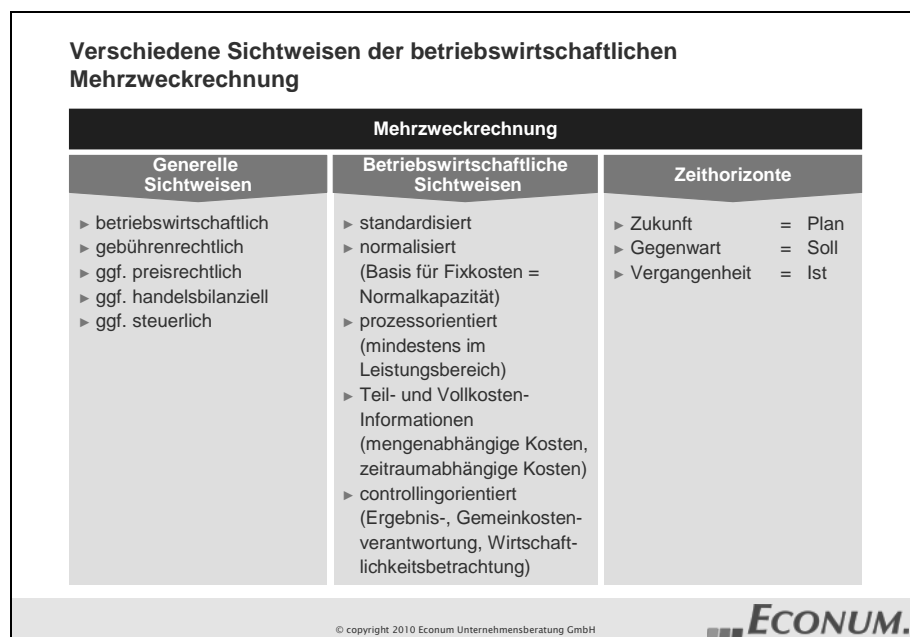 Verschiedene Sichtweisen der betriebswirtschaftlichen
Mehrzweckrechnung
Mehrzweckrechnung
Generelle
Sichtweisen
► betriebswirtschaftlich
► gebührenrechtlich
► ggf. preisrechtlich
► ggf. handelsbilanziell
► ggf. steuerlich
Betriebswirtschaftliche
Sichtweisen
► standardisiert
► normalisiert
(Basis für Fixkosten =
Normalkapazität)
► prozessorientiert
(mindestens im
Leistungsbereich)
► Teil- und Vollkosten-
Informationen
(mengenabhängige Kosten,
zeitraumabhängige Kosten)
► controllingorientiert
(Ergebnis-, Gemeinkosten-
verantwortung, Wirtschaft-
lichkeitsbetrachtung)
Zeithorizonte
► Zukunft = Plan
► Gegenwart = Soll
► Vergangenheit = Ist
© copyright 2010 Econum Unternehmensberatung GmbH
ECONUM.